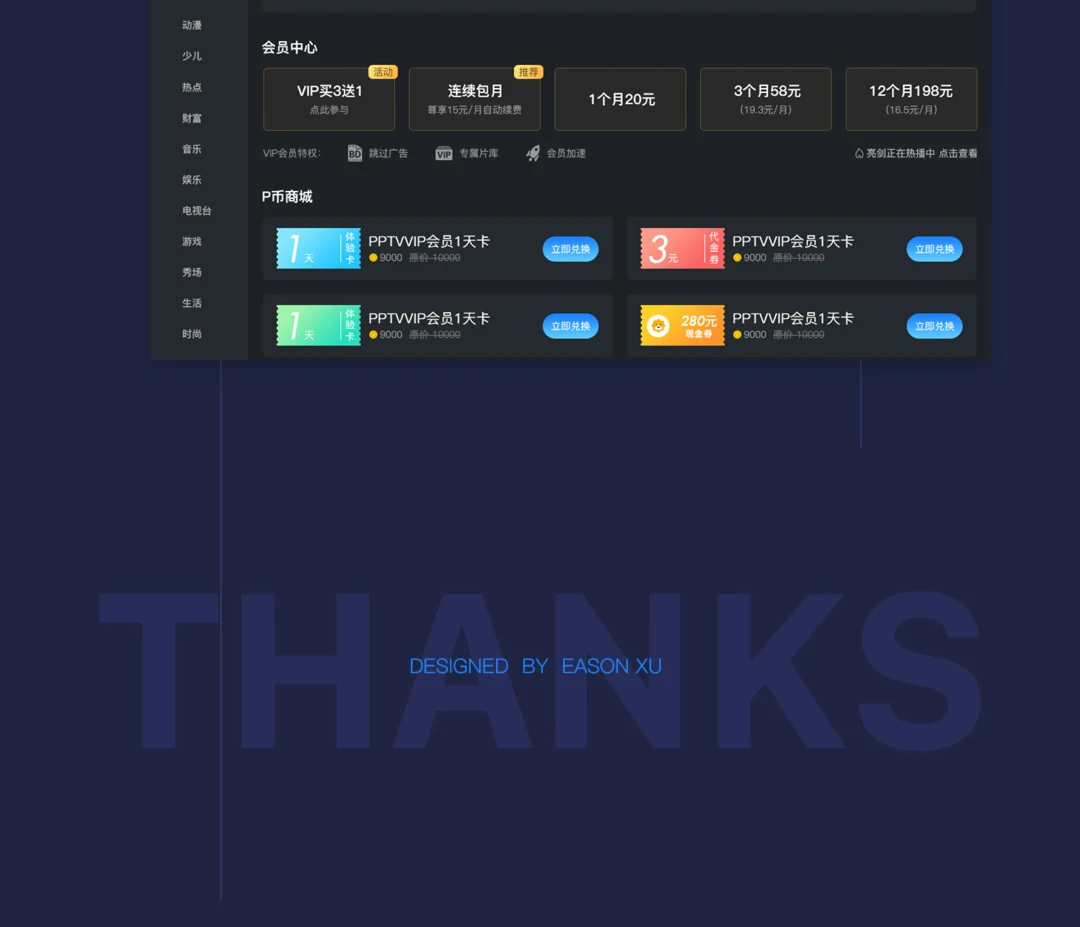 动漫
少儿
热点
财富
音乐
娱乐
电视台
游戏
秀场
生活
时尚
会员中心
活动
VIP买3送1
点此参与
推荐
连续包月
尊享15元/月自动续费
1个月20元
3个月58元
(19.3元/月)
12个月198元
(16.5元/月)
VIP会员特权:
BD 跳过广告
VIP 专属片库
会员加速
亮剑正在热播中 点击查看
P币商城
1天
体验卡
PPTVVIP会员1天卡
9000 原价 10000
立即兑换
3元
代金券
PPTVVIP会员1天卡
9000 原价 10000
立即兑换
1天
体验卡
PPTVVIP会员1天卡
9000 原价 10000
立即兑换
280元
现金券
PPTVVIP会员1天卡
9000 原价 10000
立即兑换
THANKS
DESIGNED BY EASON XU